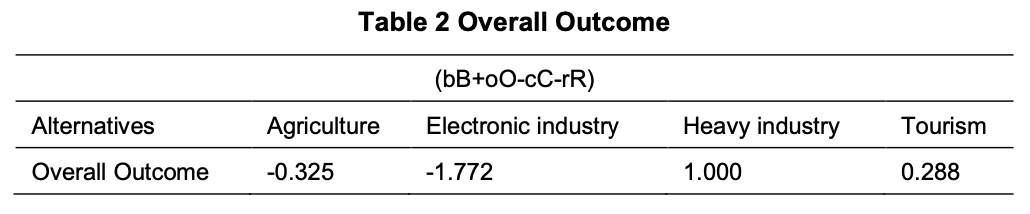 Table 2 Overall Outcome
(bB+oO-cC-rR)
Alternatives Agriculture Electronic industry Heavy industry Tourism
Overall Outcome -0.325 -1.772 1.000 0.288